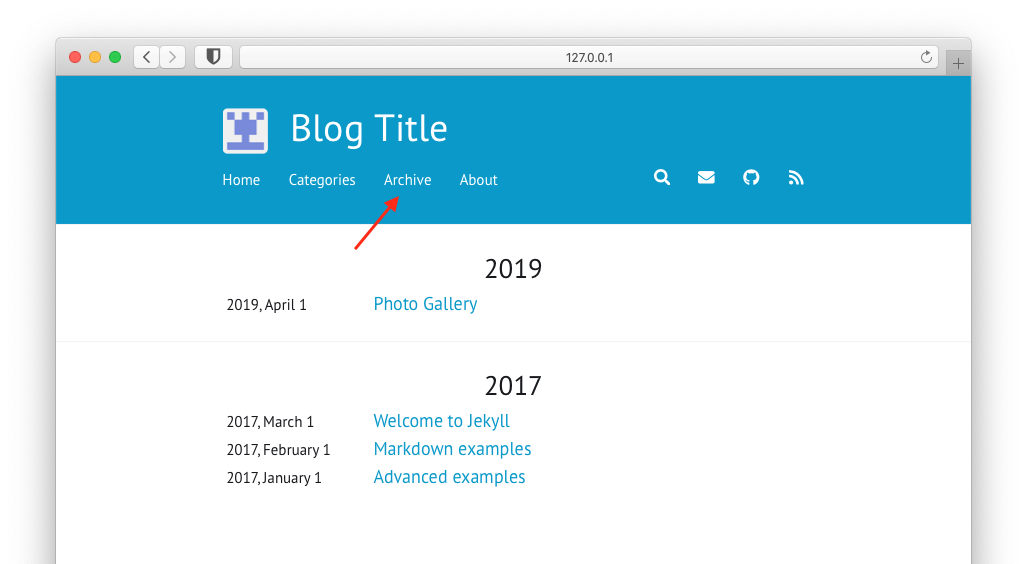 127.0.0.1
Blog Title
Home Categories Archive About
2019
2019, April 1 Photo Gallery
2017
2017, March 1 Welcome to Jekyll
2017, February 1 Markdown examples
2017, January 1 Advanced examples